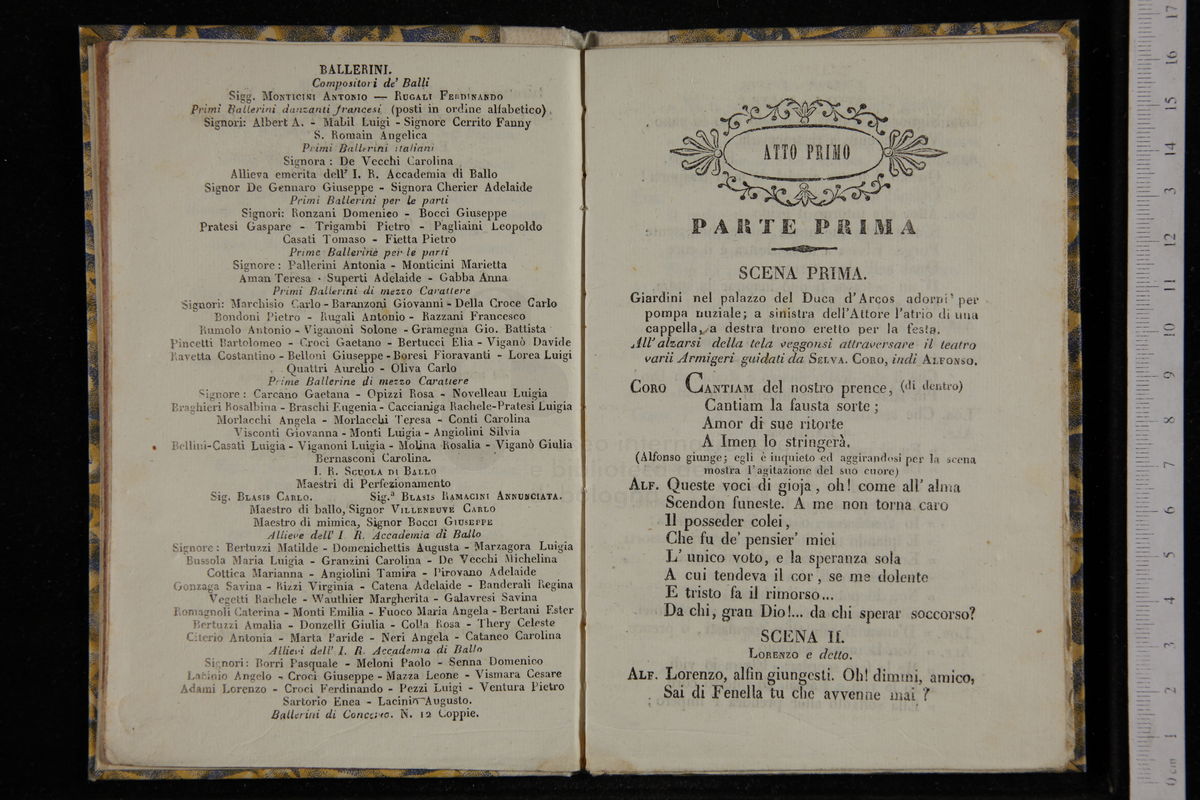 BALLERINI.
Compositori de' Balli
Sigg. MONTICINI ANTONIO — RUGALI FERDINANDO
Primi Ballerini danzanti francesi (posti in ordine alfabetico)
Signori: Albert A. - Mabil Luigi - Signore Cerrito Fanny
S. Romain Angelica
Primi Ballerini italiani
Signora: De Vecchi Carolina
Allieva emerita dell' I. R. Accademia di Ballo
Signor De Gennaro Giuseppe - Signora Cherier Adelaide
Primi Ballerini per le parti
Signori: Ronzani Domenico - Bocci Giuseppe
Pratesi Gaspare - Trigambi Pietro - Pagliaini Leopoldo
Casati Tomaso - Fietta Pietro
Prime Ballerine per le parti
Signore: Pallerini Antonia - Monticini Marietta
Aman Teresa - Superti Adelaide - Gabba Anna
Primi Ballerini di mezzo Carattere
Signori: Marchisio Carlo - Baranzoni Giovanni - Della Croce Carlo
Bondoni Pietro - Rugali Antonio - Razzani Francesco
Rumolo Antonio - Viganoni Solone - Gramegna Gio. Battista
Pincetti Bartolomeo - Croci Gaetano - Bertucci Elia - Viganò Davide
Ravetta Costantino - Belloni Giuseppe - Boresi Fioravanti - Lorea Luigi
Quattri Aurelio - Oliva Carlo
Prime Ballerine di mezzo Carattere
Signore: Carcano Gaetana - Opizzi Rosa - Novelleau Luigia
Braghieri Rosalbina - Braschi Eugenia - Caccianiga Rachele - Pratesi Luigia
Morlacchi Angela - Morlacchi Teresa - Conti Carolina
Visconti Giovanna - Monti Luigia - Angiolini Silvia
Bellini-Casati Luigia - Viganoni Luigia - Molina Rosalia - Viganò Giulia
Bernasconi Carolina.
I. R. SCUOLA DI BALLO
Maestri di Perfezionamento
Sig. BLASIS CARLO. Sig.ª BLASIS RAMACINI ANNUNCIATA.
Maestro di ballo, Signor VILLENEUVE CARLO
Maestro di mimica, Signor BOCCI GIUSEPPE
Allieve dell' I. R. Accademia di Ballo
Signore: Bertuzzi Matilde - Domenichettis Augusta - Marzagora Luigia
Bussola Maria Luigia - Granzini Carolina - De Vecchi Michelina
Cottica Marianna - Angiolini Tamira - Pirovano Adelaide
Gonzaga Savina - Rizzi Virginia - Catena Adelaide - Banderali Regina
Vegetti Rachele - Wauthier Margherita - Galavresi Savina
Romagnoli Caterina - Monti Emilia - Fuoco Maria Angela - Bertani Ester
Bertuzzi Amalia - Donzelli Giulia - Colla Rosa - Thery Celeste
Citerio Antonia - Marta Paride - Neri Angela - Cataneo Carolina
Allievi dell' I. R. Accademia di Ballo
Signori: Borri Pasquale - Meloni Paolo - Senna Domenico
Lacinio Angelo - Croci Giuseppe - Mazza Leone - Vismara Cesare
Adami Lorenzo - Croci Ferdinando - Pezzi Luigi - Ventura Pietro
Sartorio Enea - Lacinio Augusto.
Ballerini di Concerto. N. 12 Coppie.
ATTO PRIMO
PARTE PRIMA
SCENA PRIMA.
Giardini nel palazzo del Duca d'Arcos adorni per
pompa nuziale; a sinistra dell'Attore l'atrio di una
cappella, a destra trono eretto per la festa.
All'alzarsi della tela veggonsi attraversare il teatro
varii Armigeri guidati da SELVA. CORO, indi ALFONSO.
CORO CANTIAM del nostro prence, (di dentro)
Cantiam la fausta sorte;
Amor di sue ritorte
A Imen lo stringerà.
(Alfonso giunge; egli è inquieto ed aggirandosi per la scena
mostra l'agitazione del suo cuore)
ALF. Queste voci di gioja, oh! come all' alma
Scendon funeste. A me non torna caro
Il posseder colei,
Che fu de' pensier' miei
L' unico voto, e la speranza sola
A cui tendeva il cor, se me dolente
E tristo fa il rimorso...
Da chi, gran Dio!... da chi sperar soccorso?
SCENA II.
LORENZO e detto.
ALF. Lorenzo, alfin giungesti. Oh! dimmi, amico,
Sai di Fenella tu che avvenne mai?
0 cm 1 2 3 4 5 6 7 8 9 10 11 12 13 14 15 16 17